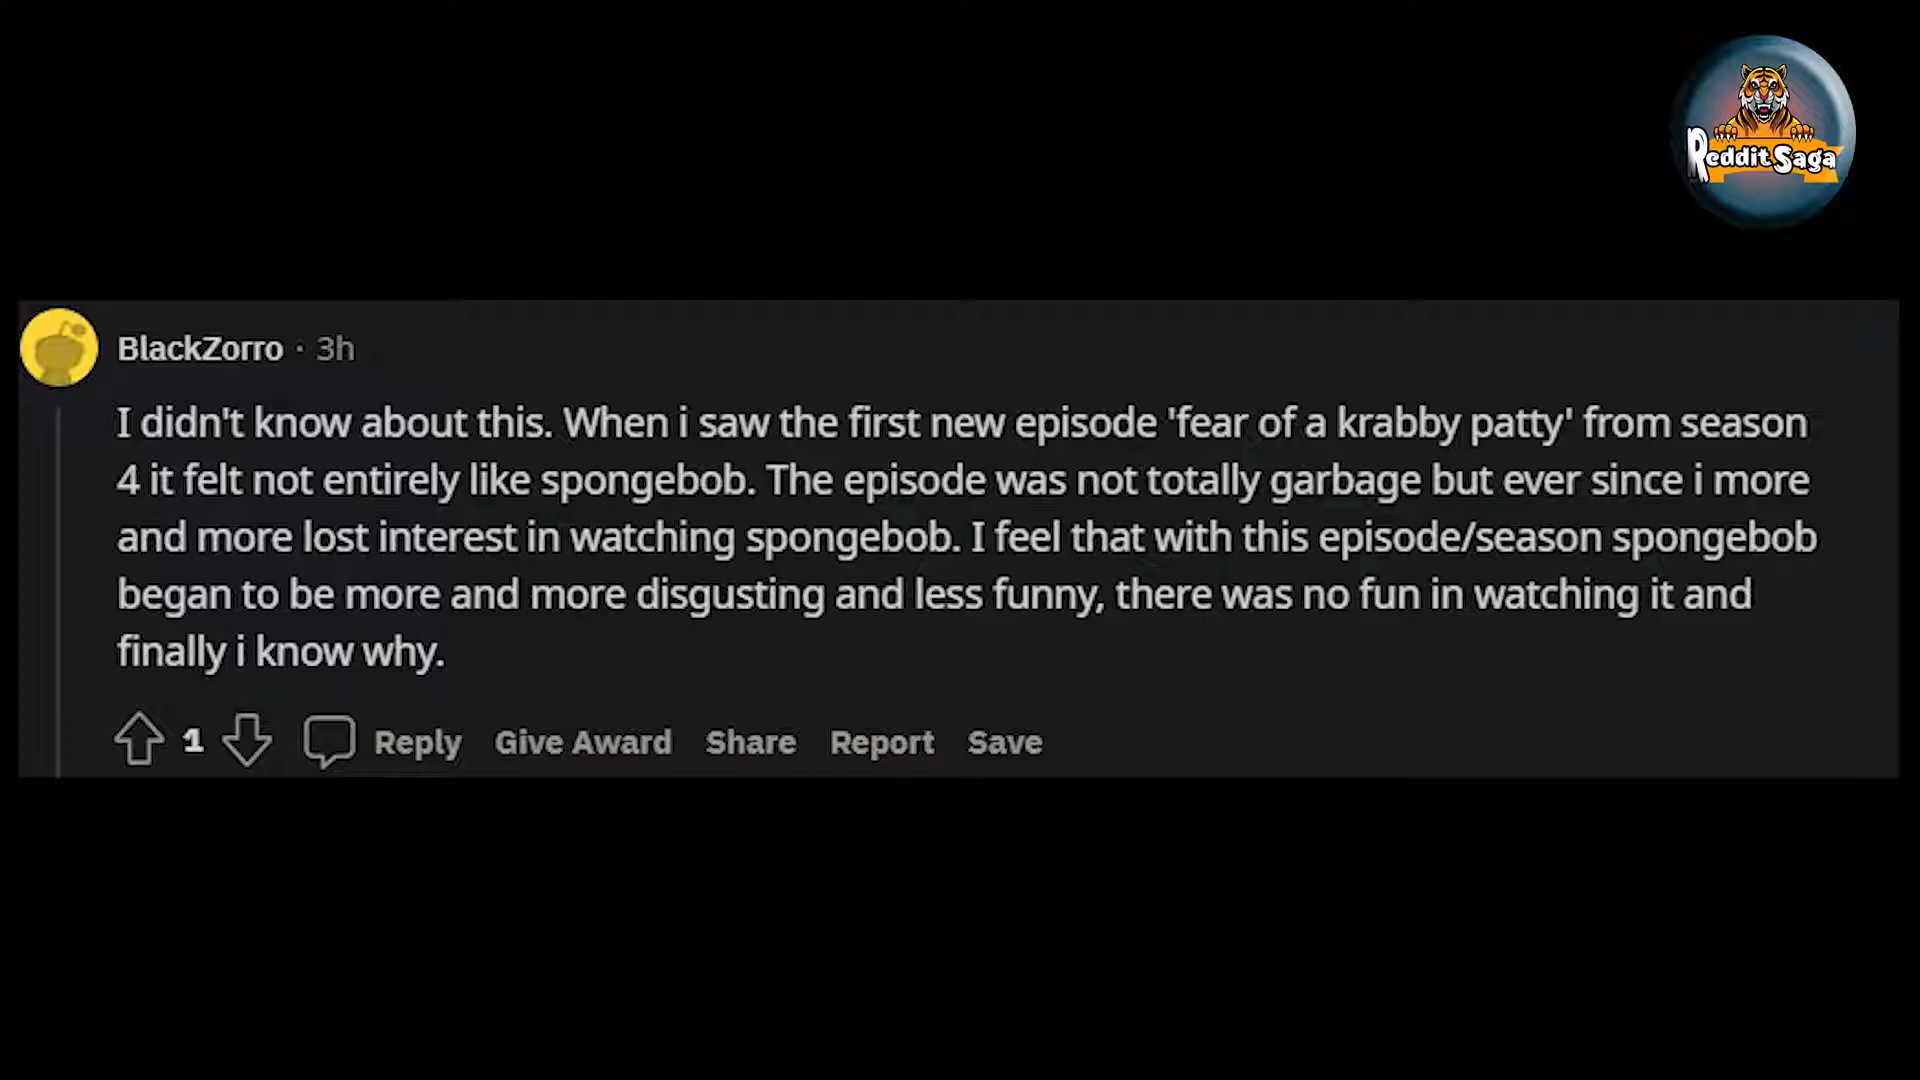 Reddit Saga
BlackZorro · 3h
I didn't know about this. When i saw the first new episode 'fear of a krabby patty' from season
4 it felt not entirely like spongebob. The episode was not totally garbage but ever since i more
and more lost interest in watching spongebob. I feel that with this episode/season spongebob
began to be more and more disgusting and less funny, there was no fun in watching it and
finally i know why.
1 Reply Give Award Share Report Save